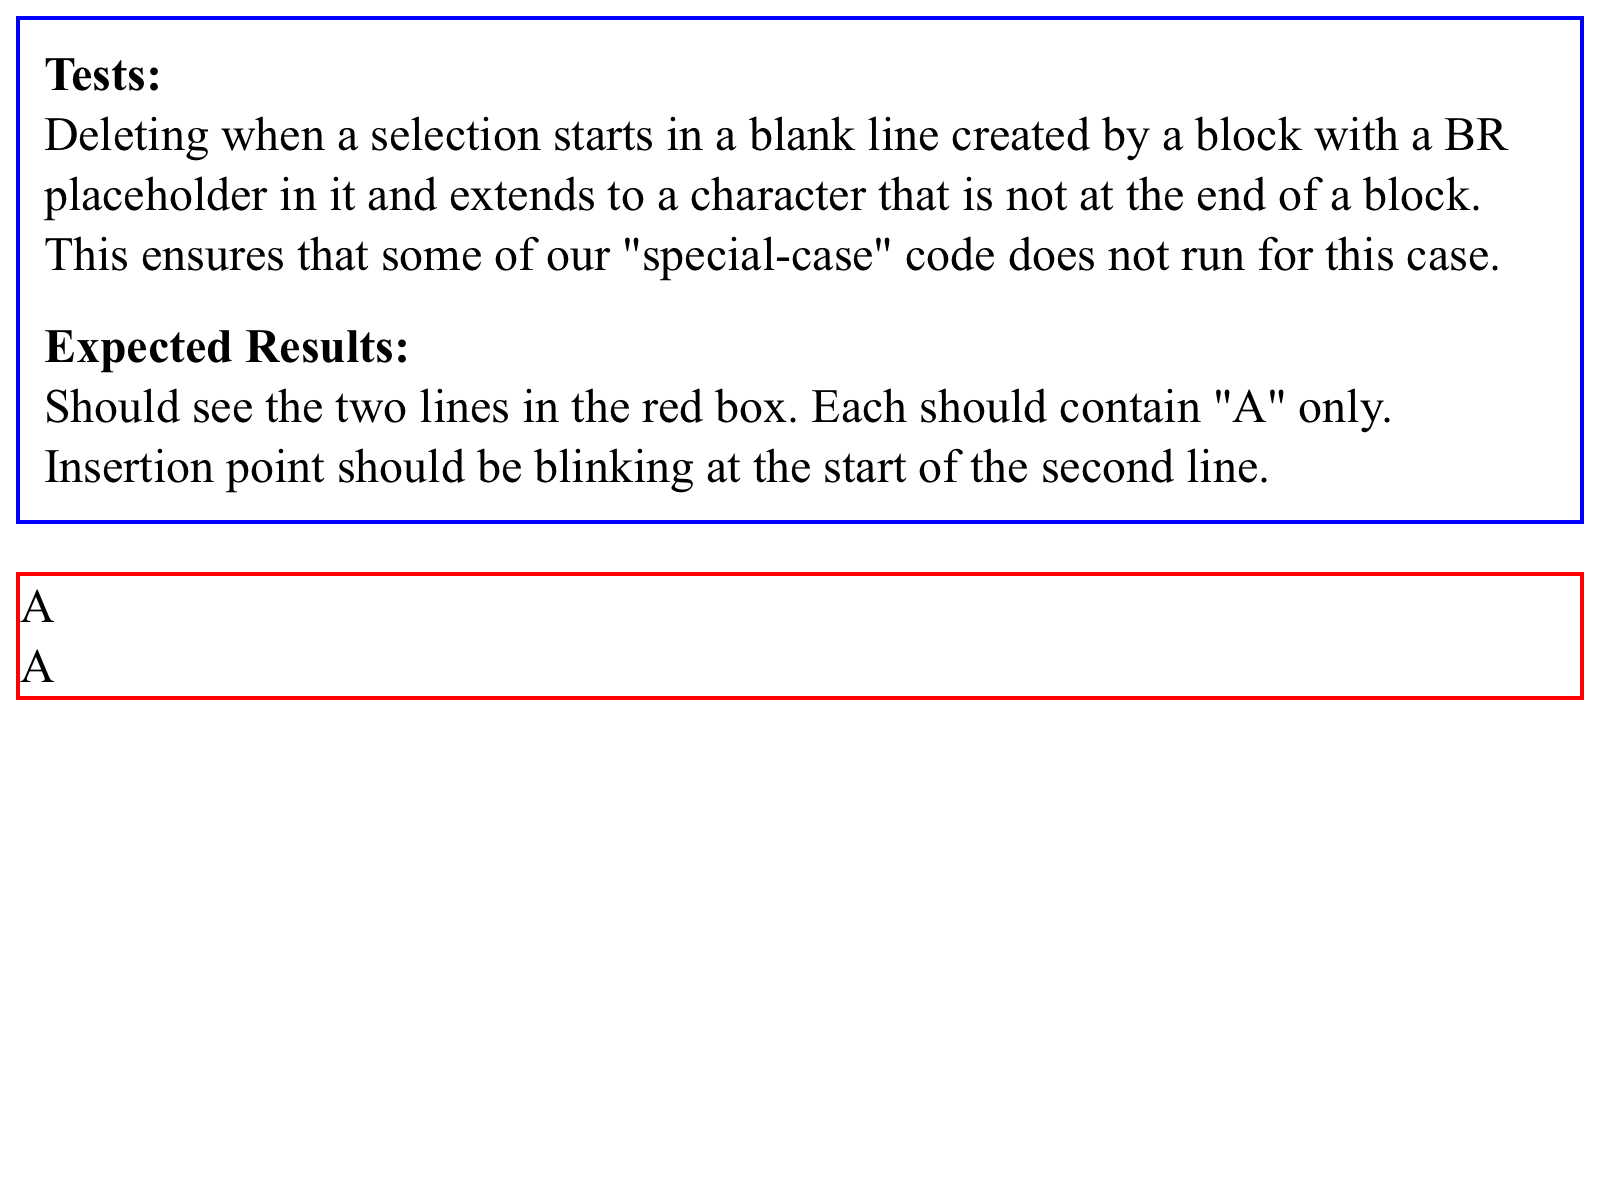 Tests:
Deleting when a selection starts in a blank line created by a block with a BR
placeholder in it and extends to a character that is not at the end of a block.
This ensures that some of our "special-case" code does not run for this case.
Expected Results:
Should see the two lines in the red box. Each should contain "A" only.
Insertion point should be blinking at the start of the second line.
A
A